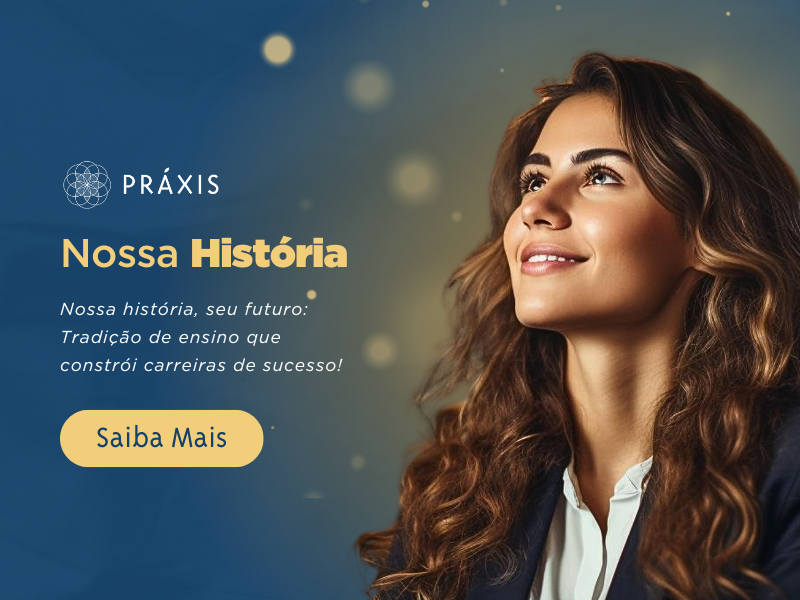 PRÁXIS
Nossa História
Nossa história, seu futuro:
Tradição de ensino que
constrói carreiras de sucesso!
Saiba Mais